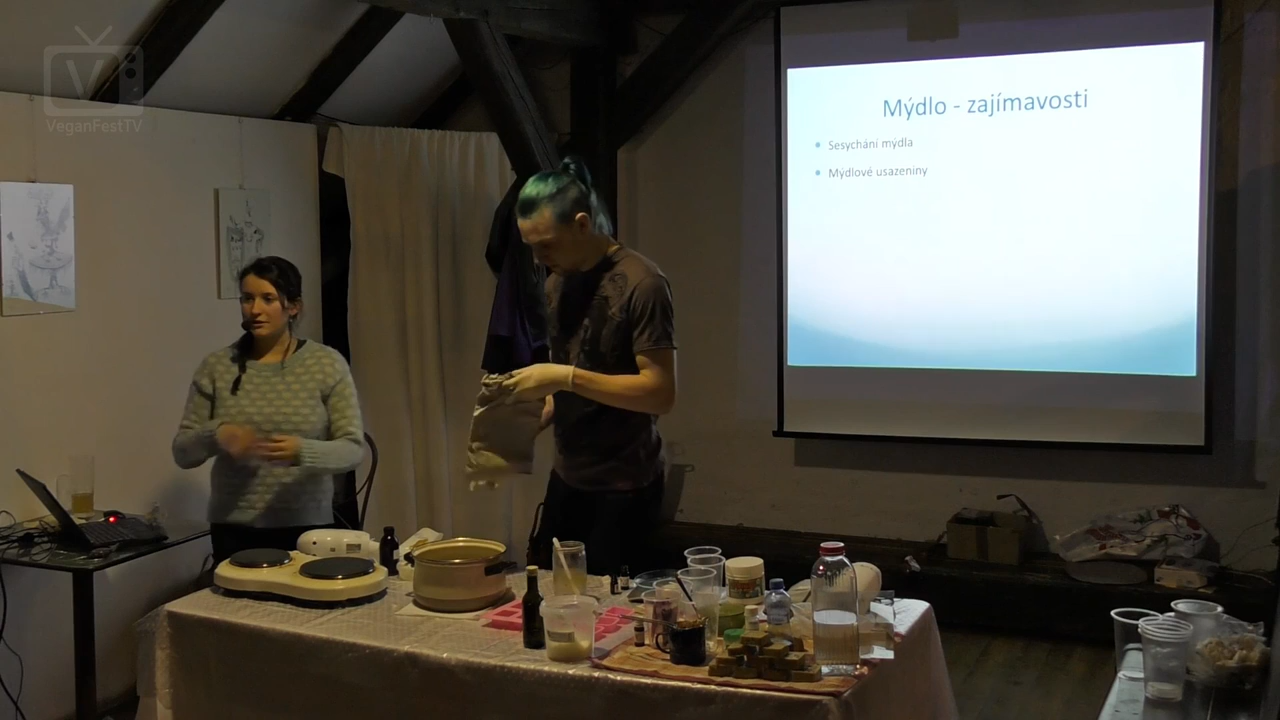 V
VeganFestTV
Mýdlo - zajímavosti
Sesychání mýdla
Mýdlové usazeniny